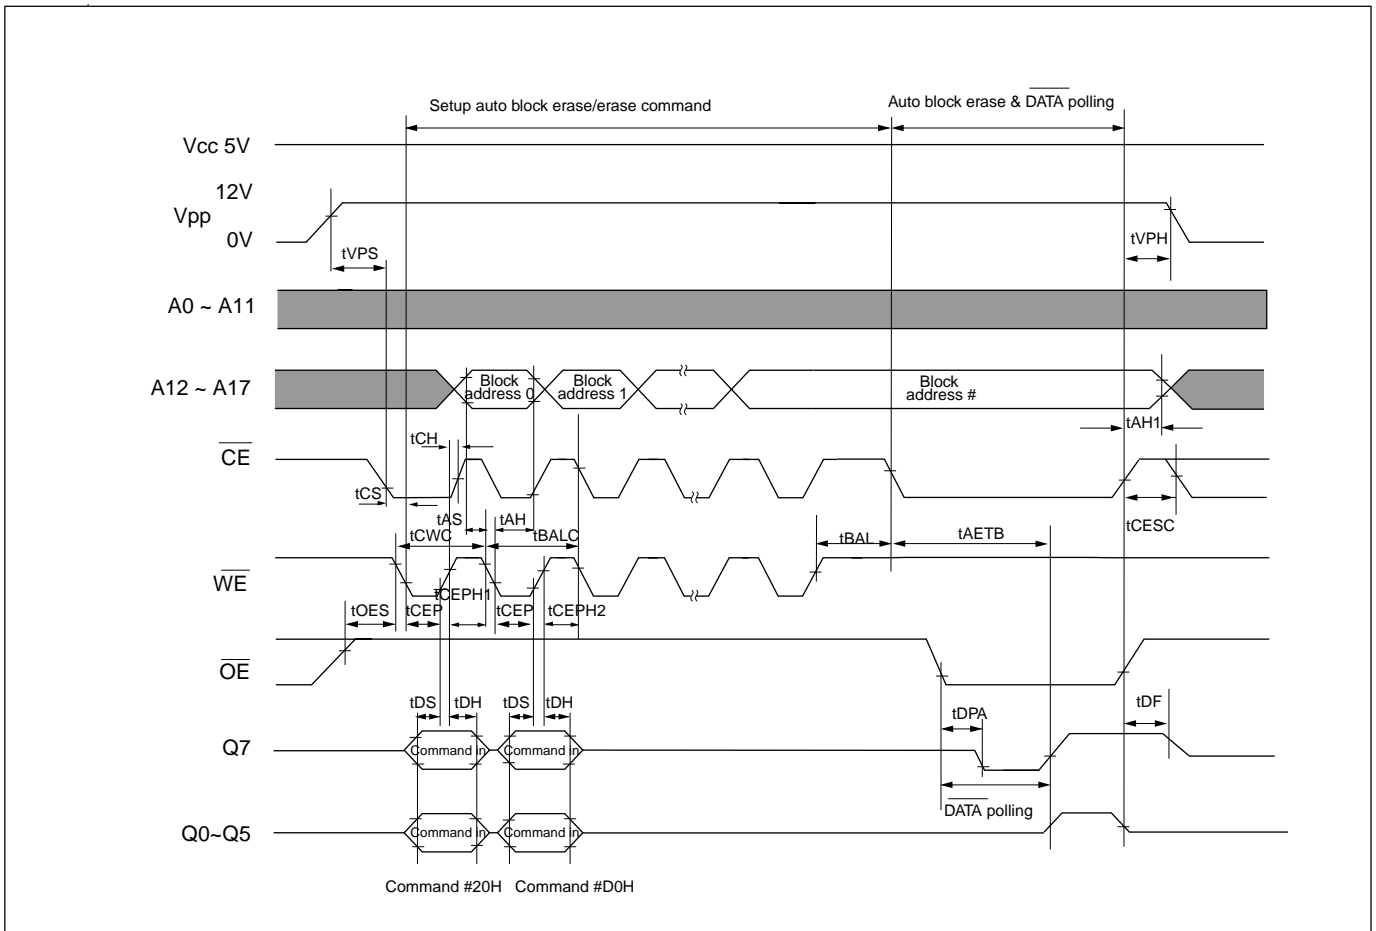 Setup auto block erase/erase command
Auto block erase & DATA polling
Vcc 5V
12V
Vpp
0V
tVPS
tVPH
A0 ~ A11
A12 ~ A17
Block
address 0
Block
address 1
Block
address #
tAH1
tCH
CE
tCS
tAS
tAH
tCESC
tCWC
tBALC
tBAL
tAETB
WE
tCEPH1
tOES
tCEP
tCEP
tCEPH2
OE
tDS
tDH
tDS
tDH
tDPA
tDF
Q7
Command in
Command in
DATA polling
Q0~Q5
Command in
Command in
Command #20H
Command #D0H